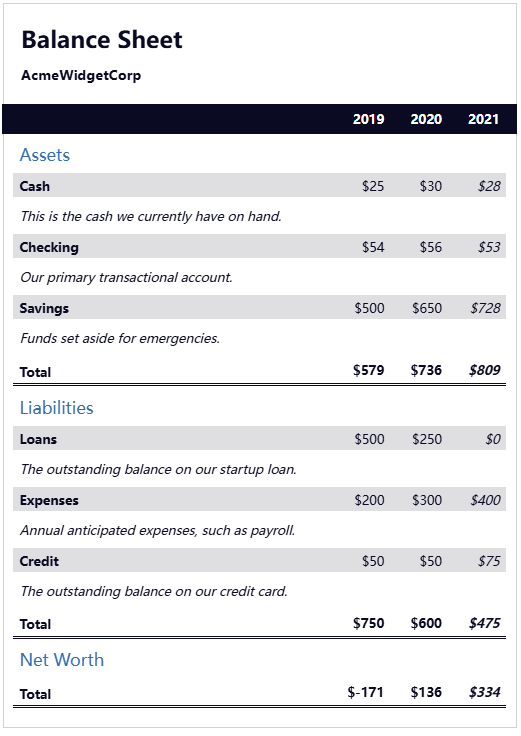 Balance Sheet
AcmeWidgetCorp
2019 2020 2021
Assets
Cash $25 $30 $28
This is the cash we currently have on hand.
Checking $54 $56 $53
Our primary transactional account.
Savings $500 $650 $728
Funds set aside for emergencies.
Total $579 $736 $809
Liabilities
Loans $500 $250 $0
The outstanding balance on our startup loan.
Expenses $200 $300 $400
Annual anticipated expenses, such as payroll.
Credit $50 $50 $75
The outstanding balance on our credit card.
Total $750 $600 $475
Net Worth
Total $-171 $136 $334